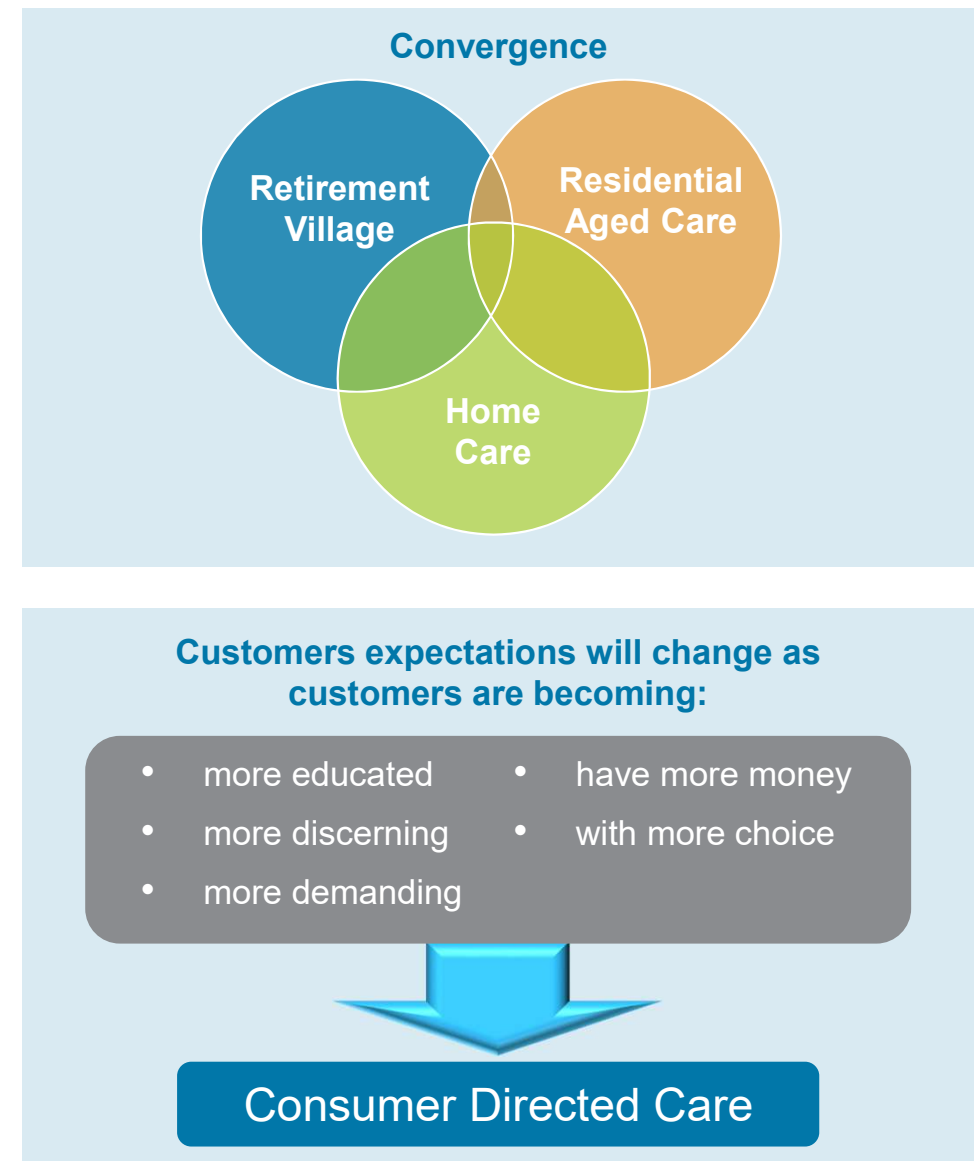 Convergence
Retirement
Village
Residential
Aged Care
Home
Care
Customers expectations will change as
customers are becoming:
• more educated
• more discerning
• more demanding
• have more money
• with more choice
Consumer Directed Care